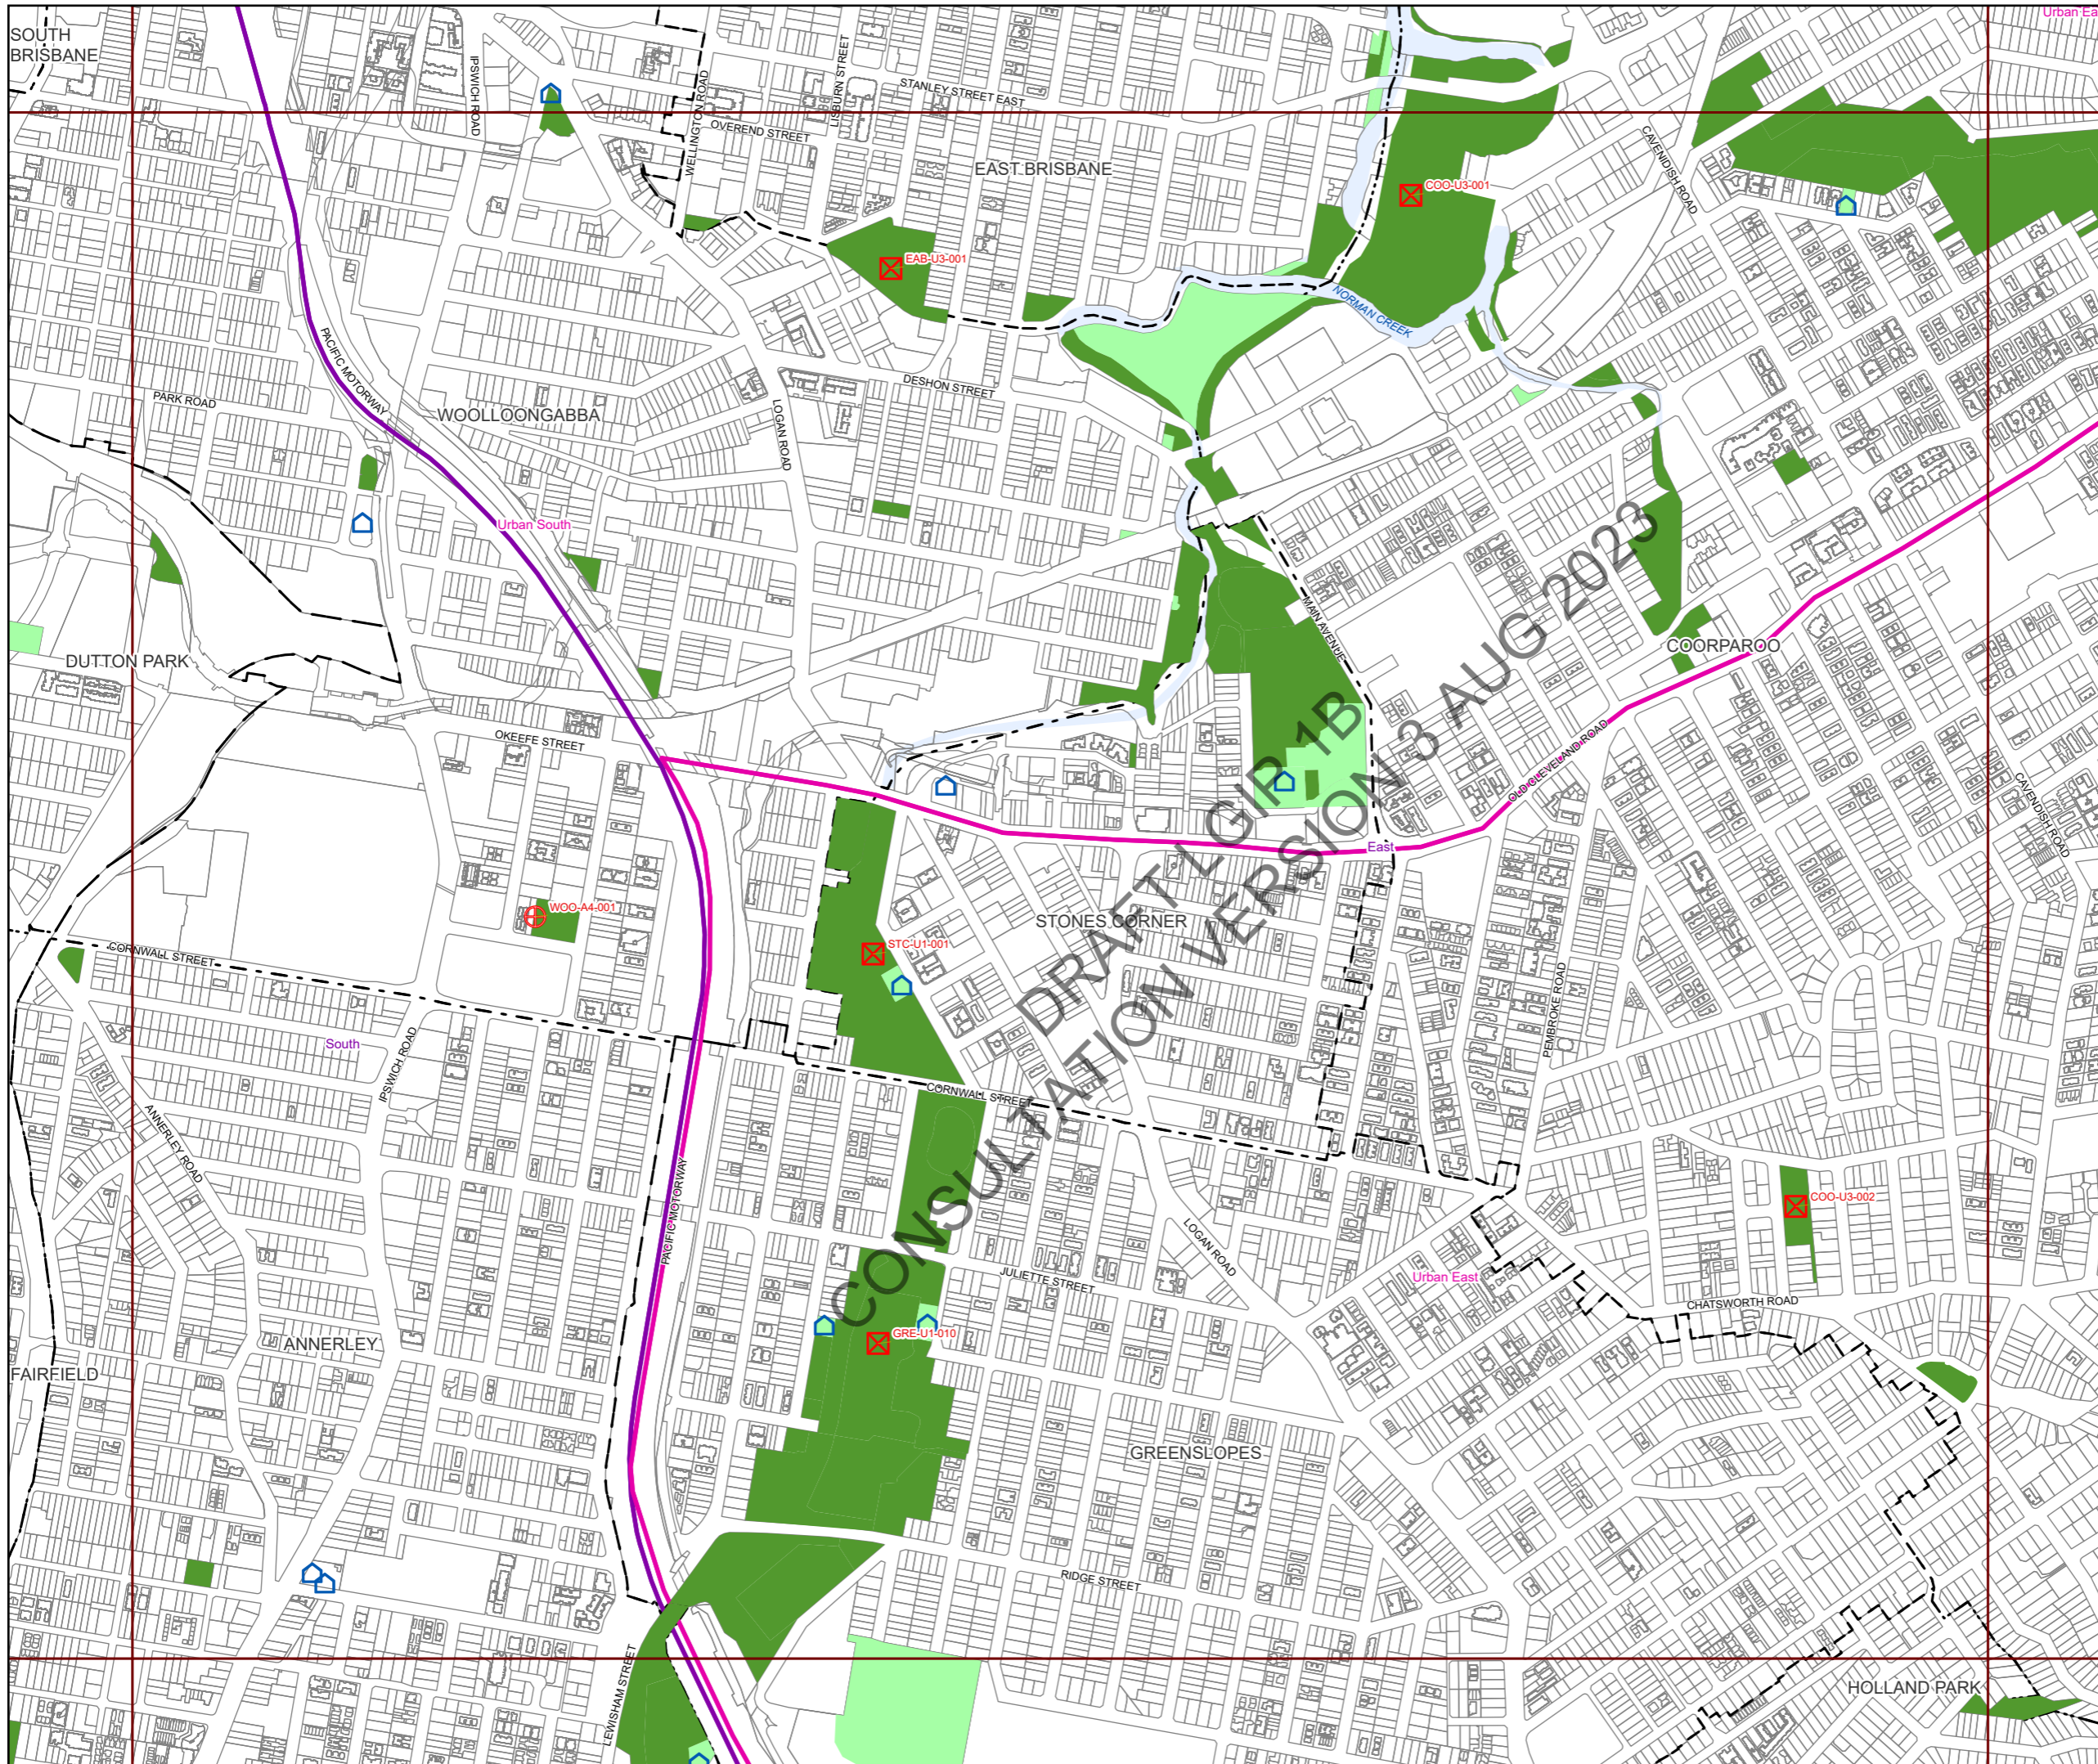 Urban Ea
SOUTH
BRISBANE
IPSWICH ROAD
WELLINGTON ROAD
LISBURN STREET
STANLEY STREET EAST
OVEREND STREET
CAVENDISH ROAD
EAST BRISBANE
COO-U3-001
EAB-U3-001
NORMAN CREEK
PACIFIC MOTORWAY
DESHON STREET
PARK ROAD
WOOLLOONGABBA
LOGAN ROAD
Urban South
MAIN AVENUE
DUTTON PARK
COORPAROO
OKEEFE STREET
OLD CLEVELAND ROAD
CAVENDISH ROAD
East
WOO-A4-001
STONES CORNER
STC-U1-001
CORNWALL STREET
PEMBROKE ROAD
South
IPSWICH ROAD
CORNWALL STREET
ANNERLEY ROAD
PACIFIC MOTORWAY
COO-U3-002
LOGAN ROAD
JULIETTE STREET
Urban East
CHATSWORTH ROAD
GRE-U1-010
ANNERLEY
FAIRFIELD
GREENSLOPES
RIDGE STREET
LEWISHAM STREET
HOLLAND PARK
DRAFT LGIP 1B
CONSULTATION VERSION 3 AUG 2023